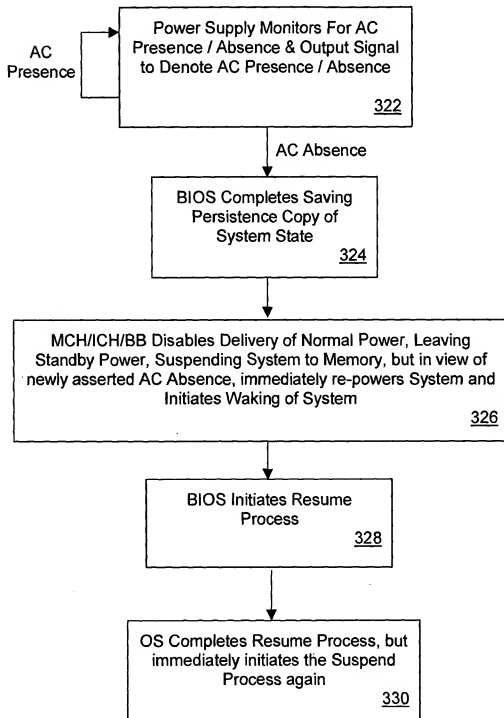 Power Supply Monitors For AC
Presence / Absence & Output Signal
to Denote AC Presence / Absence
322
AC
Presence
AC Absence
BIOS Completes Saving
Persistence Copy of
System State
324
MCH/ICH/BB Disables Delivery of Normal Power, Leaving
Standby Power, Suspending System to Memory, but in view of
newly asserted AC Absence, immediately re-powers System and
Initiates Waking of System
326
BIOS Initiates Resume
Process
328
OS Completes Resume Process, but
immediately initiates the Suspend
Process again
330